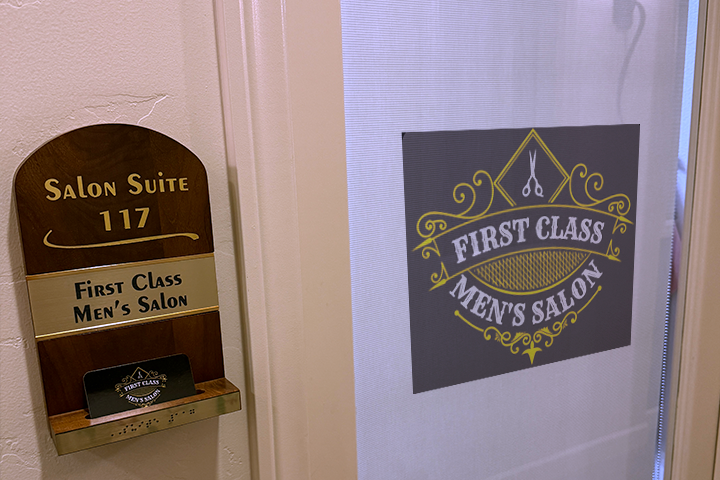 Salon Suite
117
First Class
Men's Salon
FIRST CLASS
MEN'S SALON
FIRST CLASS
MEN'S SALON